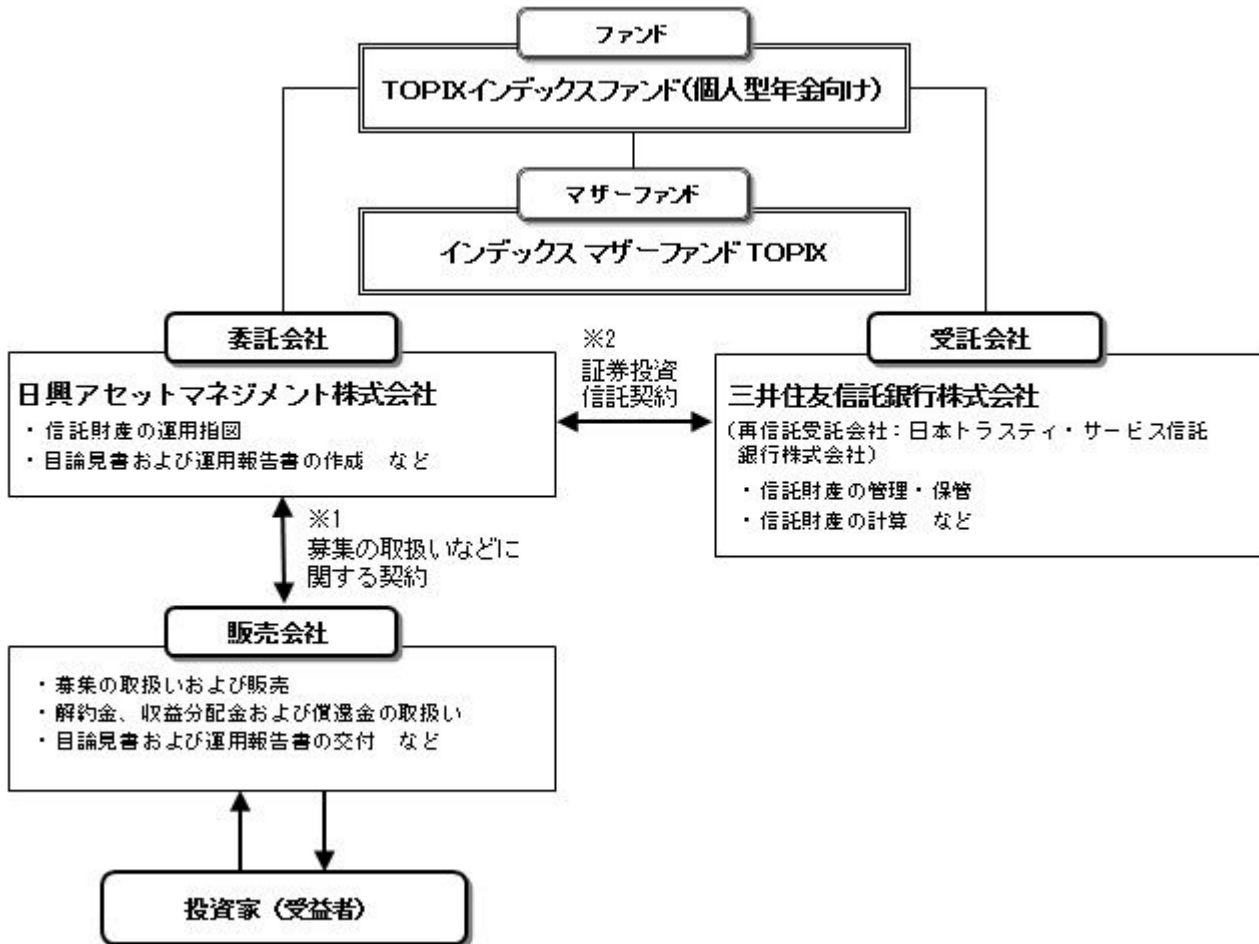 ファンド
TOPIXインデックスファンド(個人型年金向け)
マザーファンド
インデックス マザーファンド TOPIX
委託会社
日興アセットマネジメント株式会社
・信託財産の運用指図
・目論見書および運用報告書の作成 など
※2
証券投資
信託契約
受託会社
三井住友信託銀行株式会社
(再信託受託会社:日本トラスティ・サービス信託
銀行株式会社)
・信託財産の管理・保管
・信託財産の計算 など
※1
募集の取扱いなどに
関する契約
販売会社
・募集の取扱いおよび販売
・解約金、収益分配金および償還金の取扱い
・目論見書および運用報告書の交付 など
投資家(受益者)